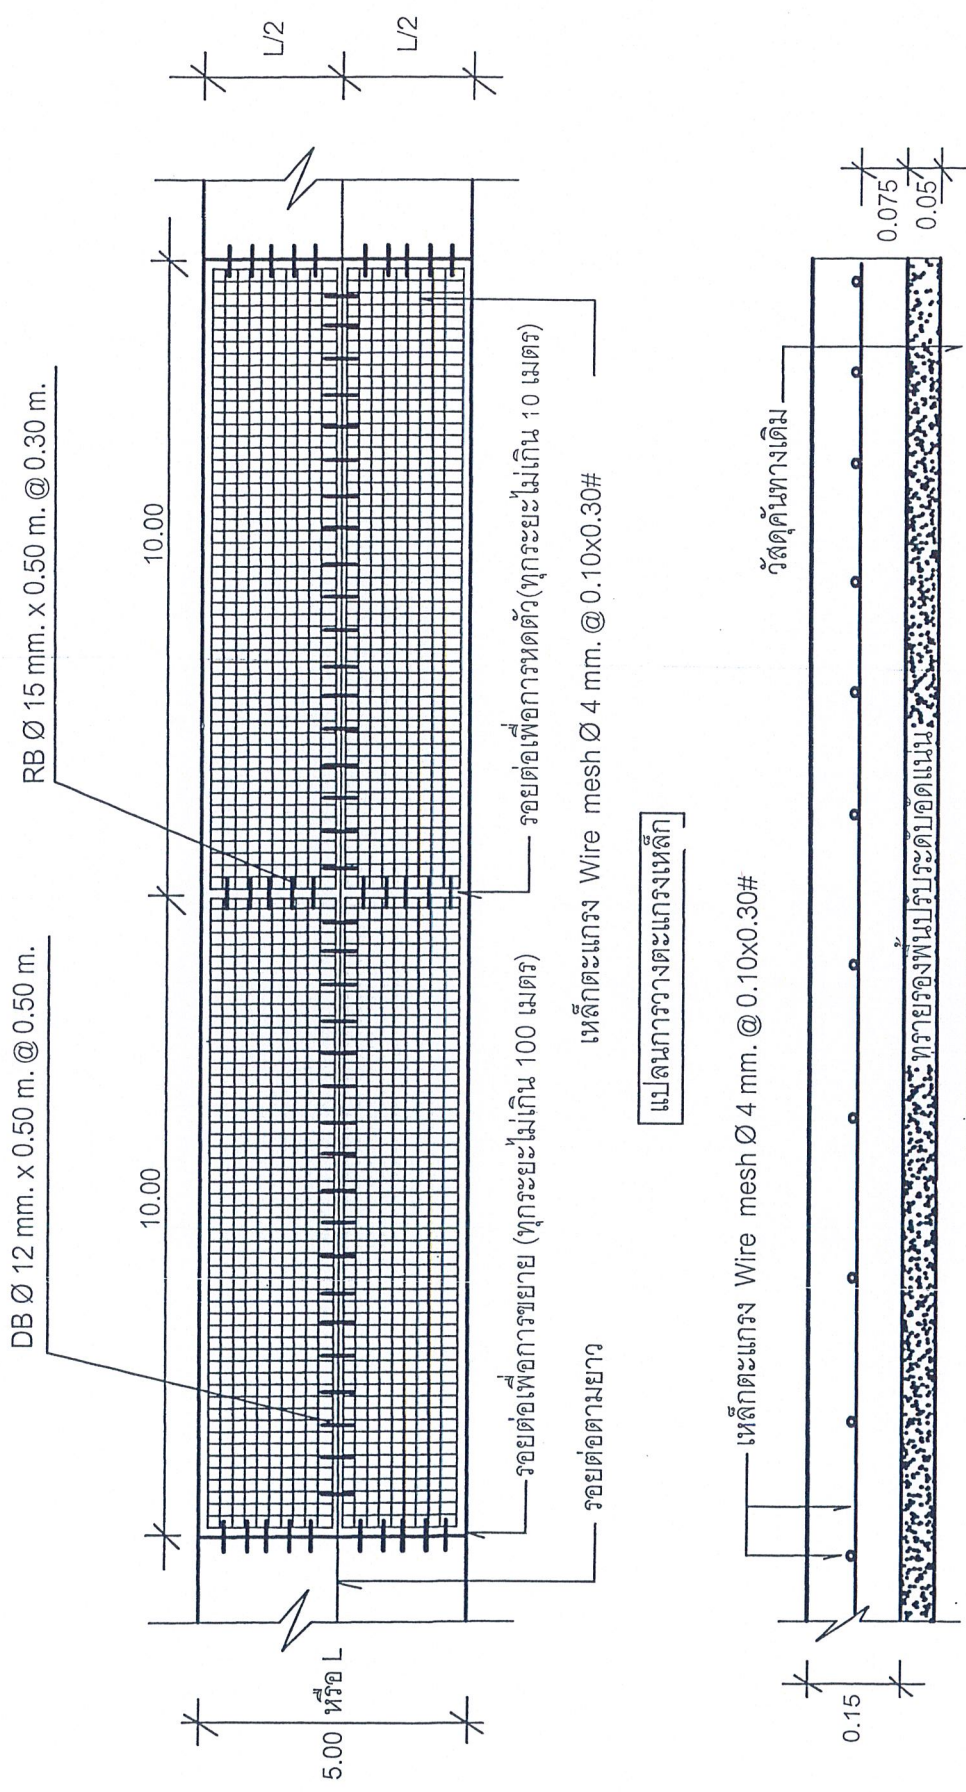 DB Ø 12 mm. x 0.50 m. @ 0.50 m.
RB Ø 15 mm. x 0.50 m. @ 0.30 m.
10.00
10.00
5.00 หรือ L
L/2
L/2
รอยต่อเพื่อการขยาย (ทุกระยะไม่เกิน 100 เมตร)
รอยต่อเพื่อการหดตัว(ทุกระยะไม่เกิน 10 เมตร)
รอยต่อตามยาว
เหล็กตะแกรง Wire mesh Ø 4 mm. @ 0.10x0.30#
แปลนการวางตะแกรงเหล็ก
เหล็กตะแกรง Wire mesh Ø 4 mm. @ 0.10x0.30#
วัสดุคันทางเดิม
0.15
0.075
0.05
ทรายรองพื้นปรับระดับอัดแน่น